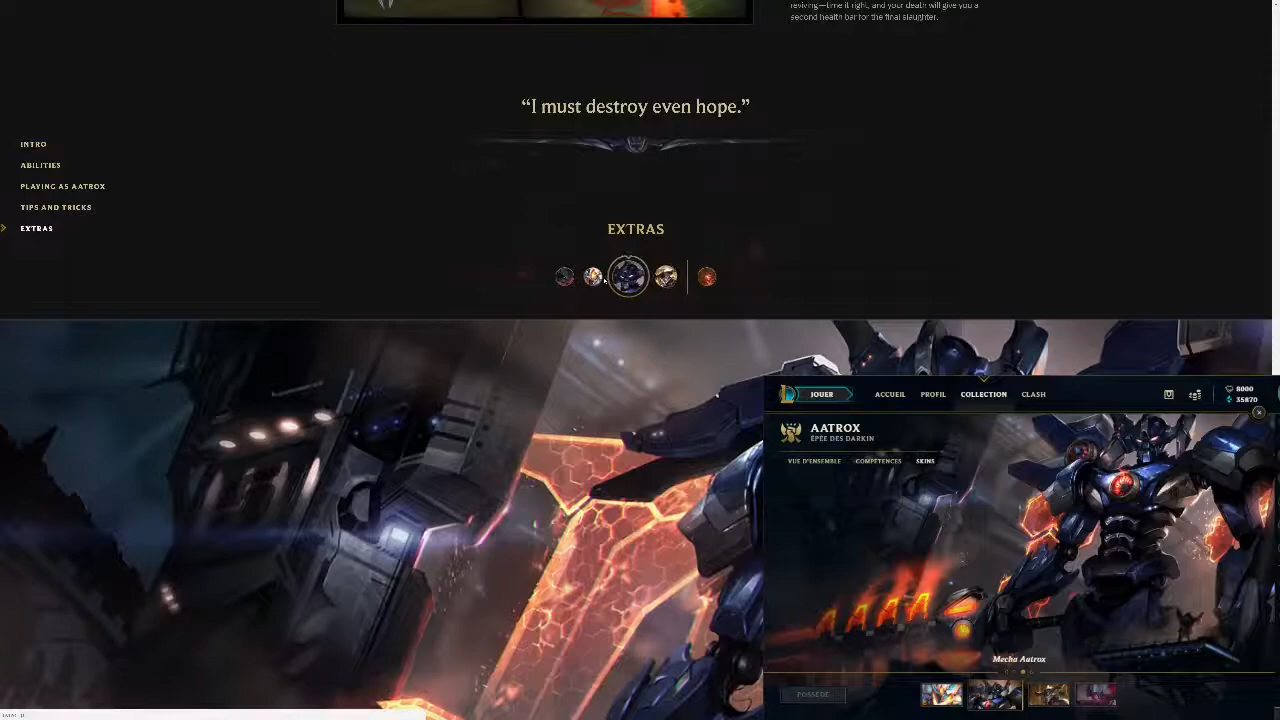 reviving—time it right, and your death will give you a
second health bar for the final slaughter.
“I must destroy even hope.”
INTRO
ABILITIES
PLAYING AS AATROX
TIPS AND TRICKS
EXTRAS
EXTRAS
JOUER
ACCUEIL
PROFIL
COLLECTION
CLASH
8000
35870
AATROX
ÉPÉE DES DARKIN
VUE D'ENSEMBLE
COMPÉTENCES
SKINS
Mecha Aatrox
POSSÉDÉ